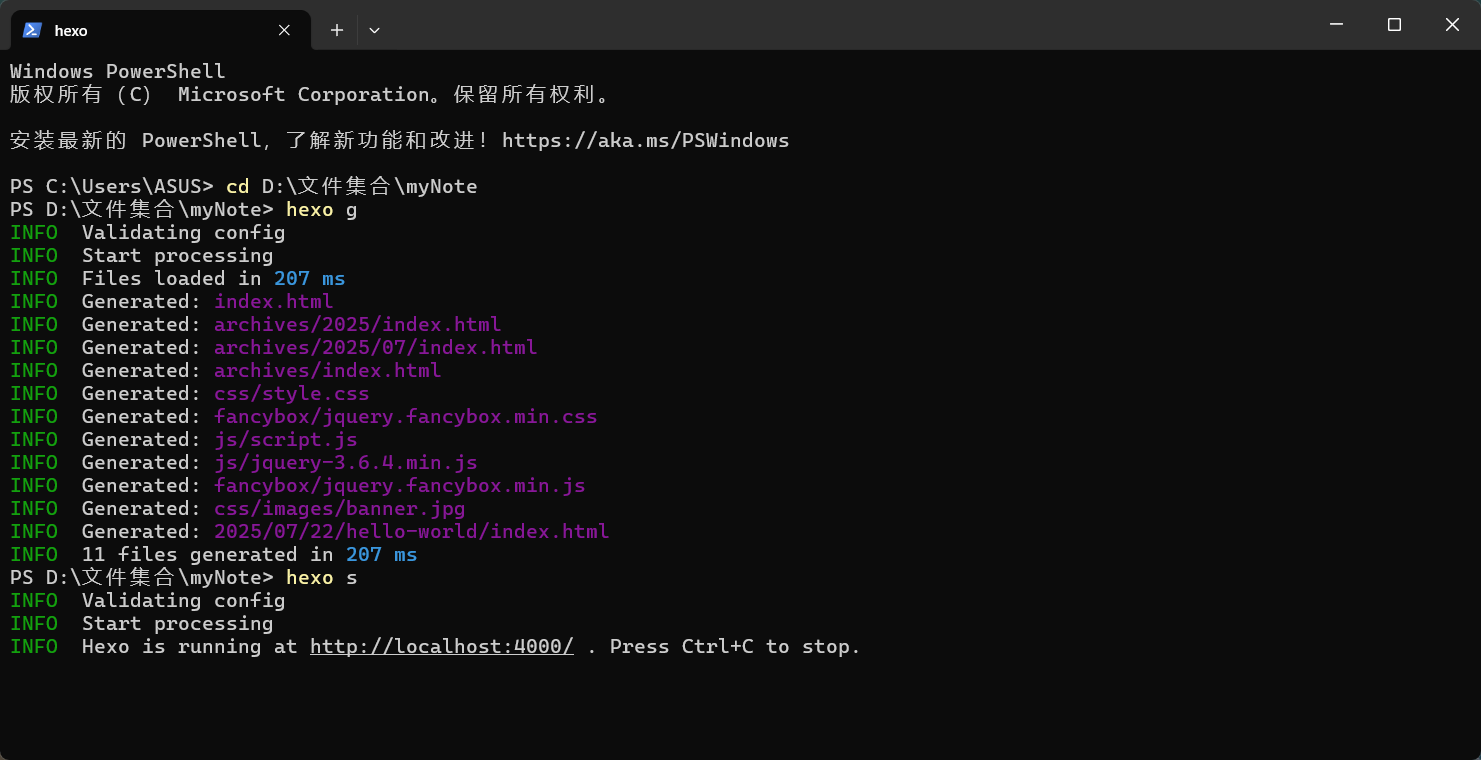 hexo
Windows PowerShell
版权所有（C） Microsoft Corporation。保留所有权利。
安装最新的 PowerShell，了解新功能和改进！https://aka.ms/PSWindows
PS C:\Users\ASUS> cd D:\文件集合\myNote
PS D:\文件集合\myNote> hexo g
INFO  Validating config
INFO  Start processing
INFO  Files loaded in 207 ms
INFO  Generated: index.html
INFO  Generated: archives/2025/index.html
INFO  Generated: archives/2025/07/index.html
INFO  Generated: archives/index.html
INFO  Generated: css/style.css
INFO  Generated: fancybox/jquery.fancybox.min.css
INFO  Generated: js/script.js
INFO  Generated: js/jquery-3.6.4.min.js
INFO  Generated: fancybox/jquery.fancybox.min.js
INFO  Generated: css/images/banner.jpg
INFO  Generated: 2025/07/22/hello-world/index.html
INFO  11 files generated in 207 ms
PS D:\文件集合\myNote> hexo s
INFO  Validating config
INFO  Start processing
INFO  Hexo is running at http://localhost:4000/ . Press Ctrl+C to stop.